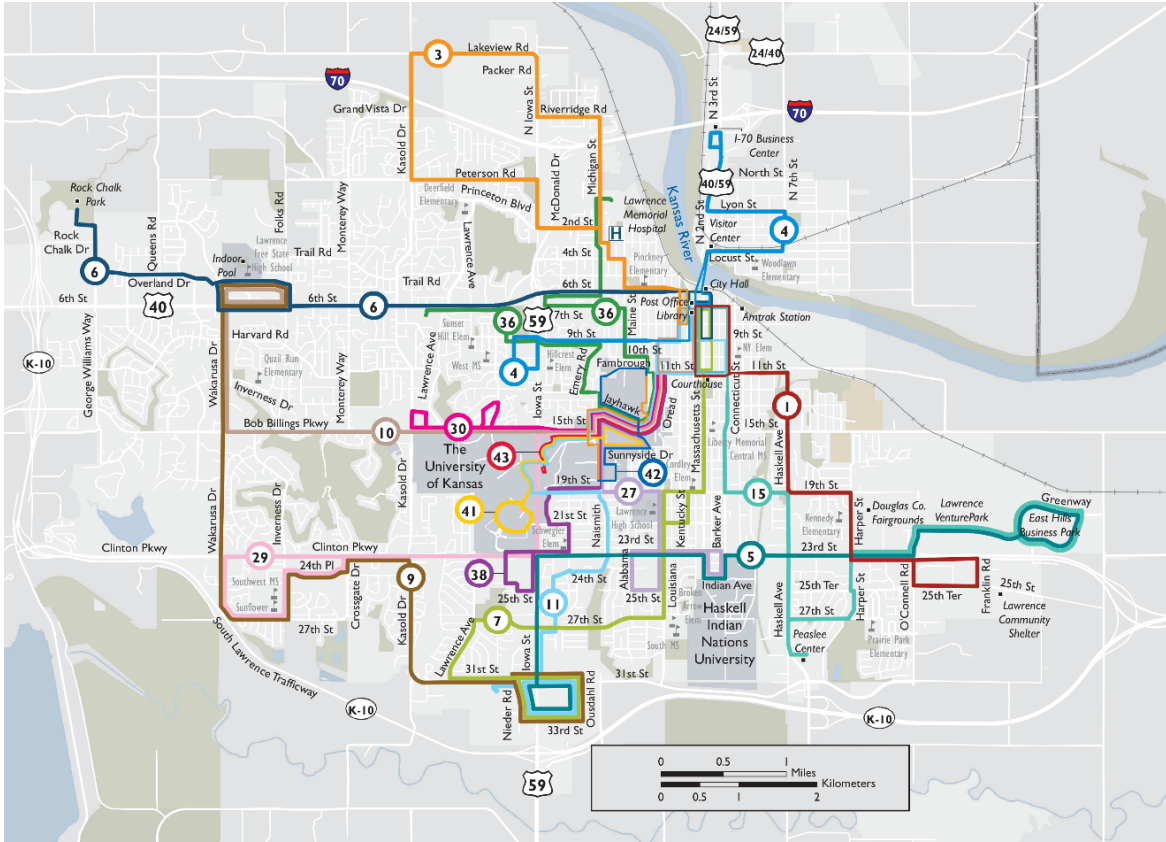 24/59
24/40
3
Lakeview Rd
Packer Rd
70
Grand Vista Dr
Kasold Dr
N Iowa St
Riverridge Rd
N 3rd St
70
I-70 Business
Center
Michigan St
McDonald Dr
North St
N 7th St
Peterson Rd
Princeton Blvd
Deerfield
Elementary
40/59
Rock Chalk
Park
Kansas River
Lyon St
N 2nd St
Visitor
Center
4
Queens Rd
Folks Rd
Monterey Way
Lawrence Ave
2nd St
Lawrence
Memorial
Hospital
H
Rock
Chalk Dr
Lawrence
Free State
High School
Indoor
Pool
Trail Rd
4th St
Pinckney
Elementary
Locust St
Woodlawn
Elementary
6
Overland Dr
Trail Rd
6th St
City Hall
6th St
40
6th St
6
59
36
36
7th St
Maine St
Post Office
Library
Amtrak Station
Harvard Rd
Sunset
Hill Elem
West MS
9th St
9th St
NY Elem
K-10
George Williams Way
Wakarusa Dr
Quail Run
Elementary
Lawrence Ave
4
Hillcrest
Elem
Emery Rd
10th St
Fambrough
11th St
Courthouse
Connecticut St
11th St
Inverness Dr
Monterey Way
Iowa St
Jayhawk
Oread
Massachusetts St
1
Bob Billings Pkwy
10
30
15th St
15th St
Liberty Memorial
Central MS
Haskell Ave
The
University
of Kansas
43
Sunnyside Dr
42
Cordley
Elem
Kasold Dr
19th St
27
15
19th St
41
21st St
Naismith
Lawrence
High School
Kentucky St
Barker Ave
Kennedy
Elementary
Harper St
Douglas Co.
Fairgrounds
Lawrence
VenturePark
Greenway
East Hills
Business Park
Wakarusa Dr
Inverness Dr
Schwegler
Elem
23rd St
5
23rd St
Clinton Pkwy
29
Clinton Pkwy
24th Pl
Southwest MS
Sunflower
Crossgate Dr
9
38
25th St
24th St
11
Alabama
25th St
Louisiana
Indian Ave
Broken
Arrow
Elem
Haskell
Indian
Nations
University
Haskell Ave
25th Ter
27th St
Harper St
O'Connell Rd
25th Ter
Franklin Rd
25th St
Lawrence
Community
Shelter
27th St
Kasold Dr
Lawrence Ave
7
27th St
South MS
Peaslee
Center
Prairie Park
Elementary
South Lawrence Trafficway
31st St
Iowa St
31st St
Nieder Rd
Ousdahl Rd
33rd St
K-10
K-10
59
0 0.5 1
Miles
Kilometers
0 0.5 1 2